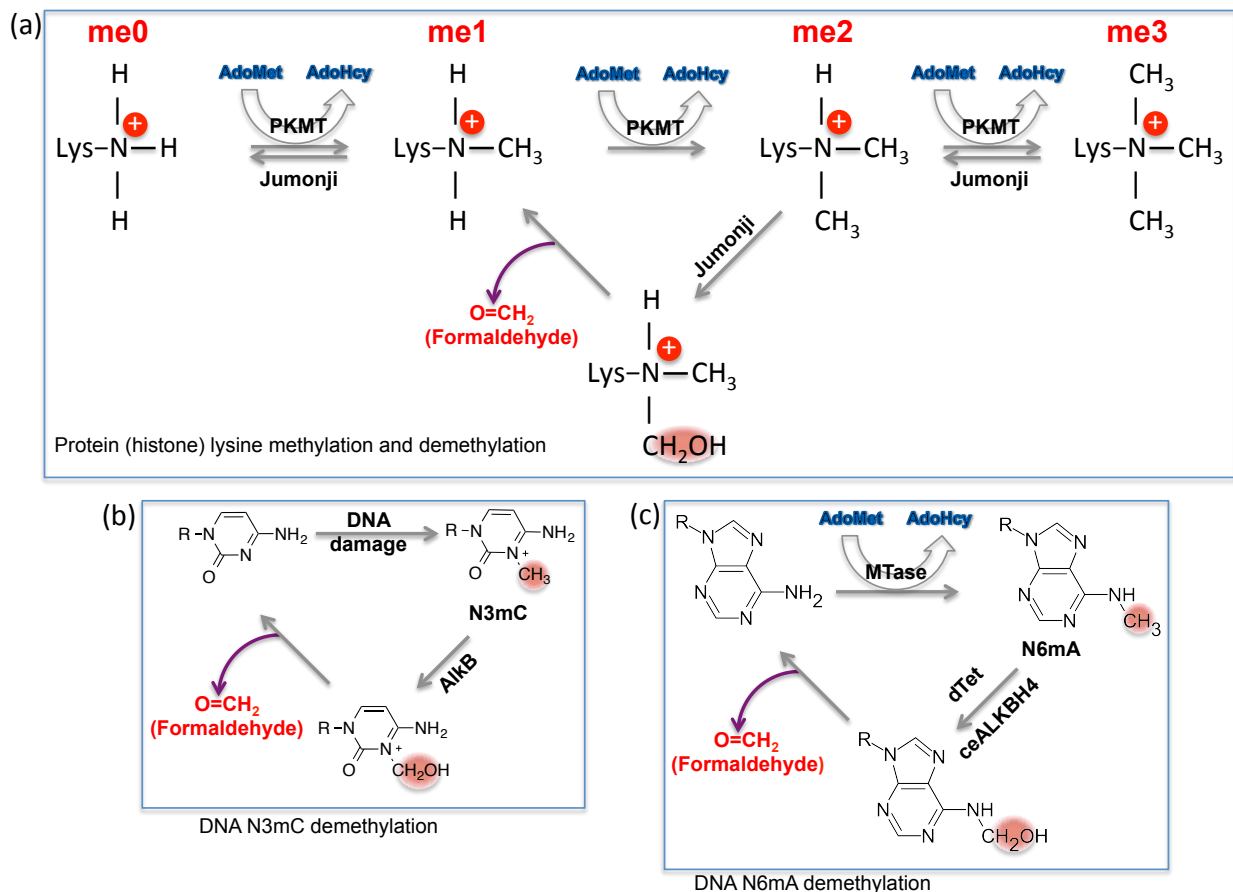 (a)
me0 me1 me2 me3
H H H CH₃
AdoMet AdoHcy AdoMet AdoHcy AdoMet AdoHcy
+ + + +
PKMT PKMT PKMT
Lys–N—H Lys–N—CH₃ Lys–N—CH₃ Lys–N—CH₃
Jumonji Jumonji
H H CH₃ CH₃
Jumonji
O=CH₂
(Formaldehyde)
H
+
Lys–N—CH₃
CH₂OH
Protein (histone) lysine methylation and demethylation
(b)
DNA
damage
R N N NH₂ O
R N N + NH₂ O CH₃
N3mC
AlkB
O=CH₂
(Formaldehyde)
R N N + NH₂ O CH₂OH
DNA N3mC demethylation
(c)
AdoMet AdoHcy
MTase
R N N N N NH₂
R N N N N NH CH₃
N6mA
dTet
ceALKBH4
O=CH₂
(Formaldehyde)
R N N N N NH CH₂OH
DNA N6mA demethylation